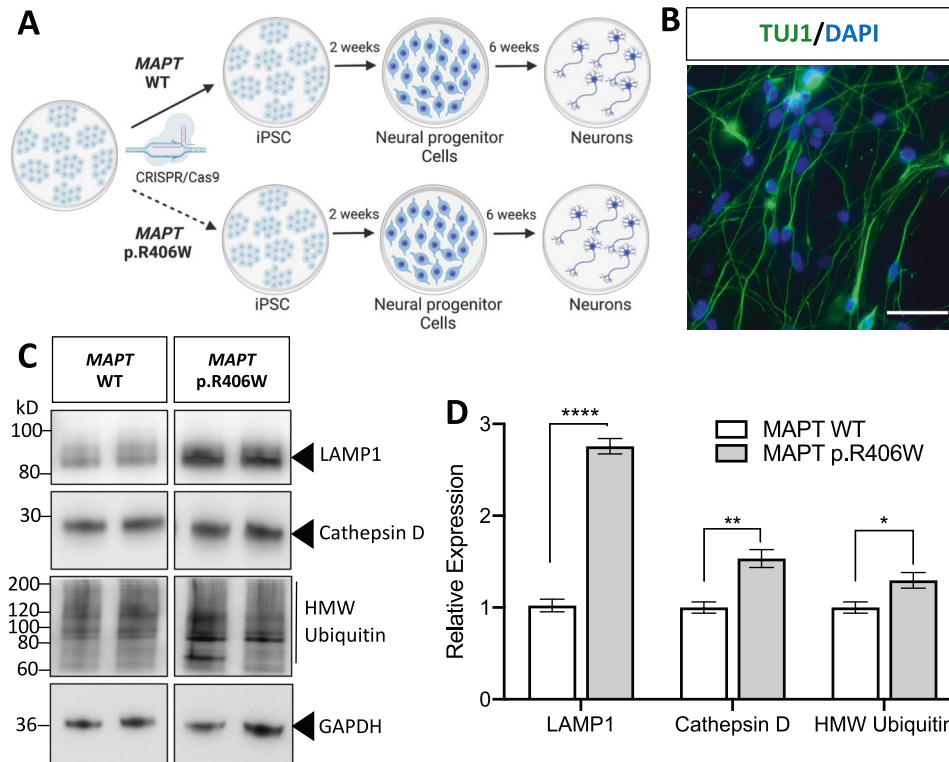 A
MAPT
WT
2 weeks
6 weeks
iPSC
Neural progenitor
Cells
Neurons
CRISPR/Cas9
MAPT
p.R406W
2 weeks
6 weeks
iPSC
Neural progenitor
Cells
Neurons
B
TUJ1/DAPI
C
MAPT
WT
MAPT
p.R406W
kD
100
80
LAMP1
30
Cathepsin D
200
120
100
80
60
HMW
Ubiquitin
36
GAPDH
D
Relative Expression
3
2
1
0
****
**
*
MAPT WT
MAPT p.R406W
LAMP1
Cathepsin D
HMW Ubiquitin